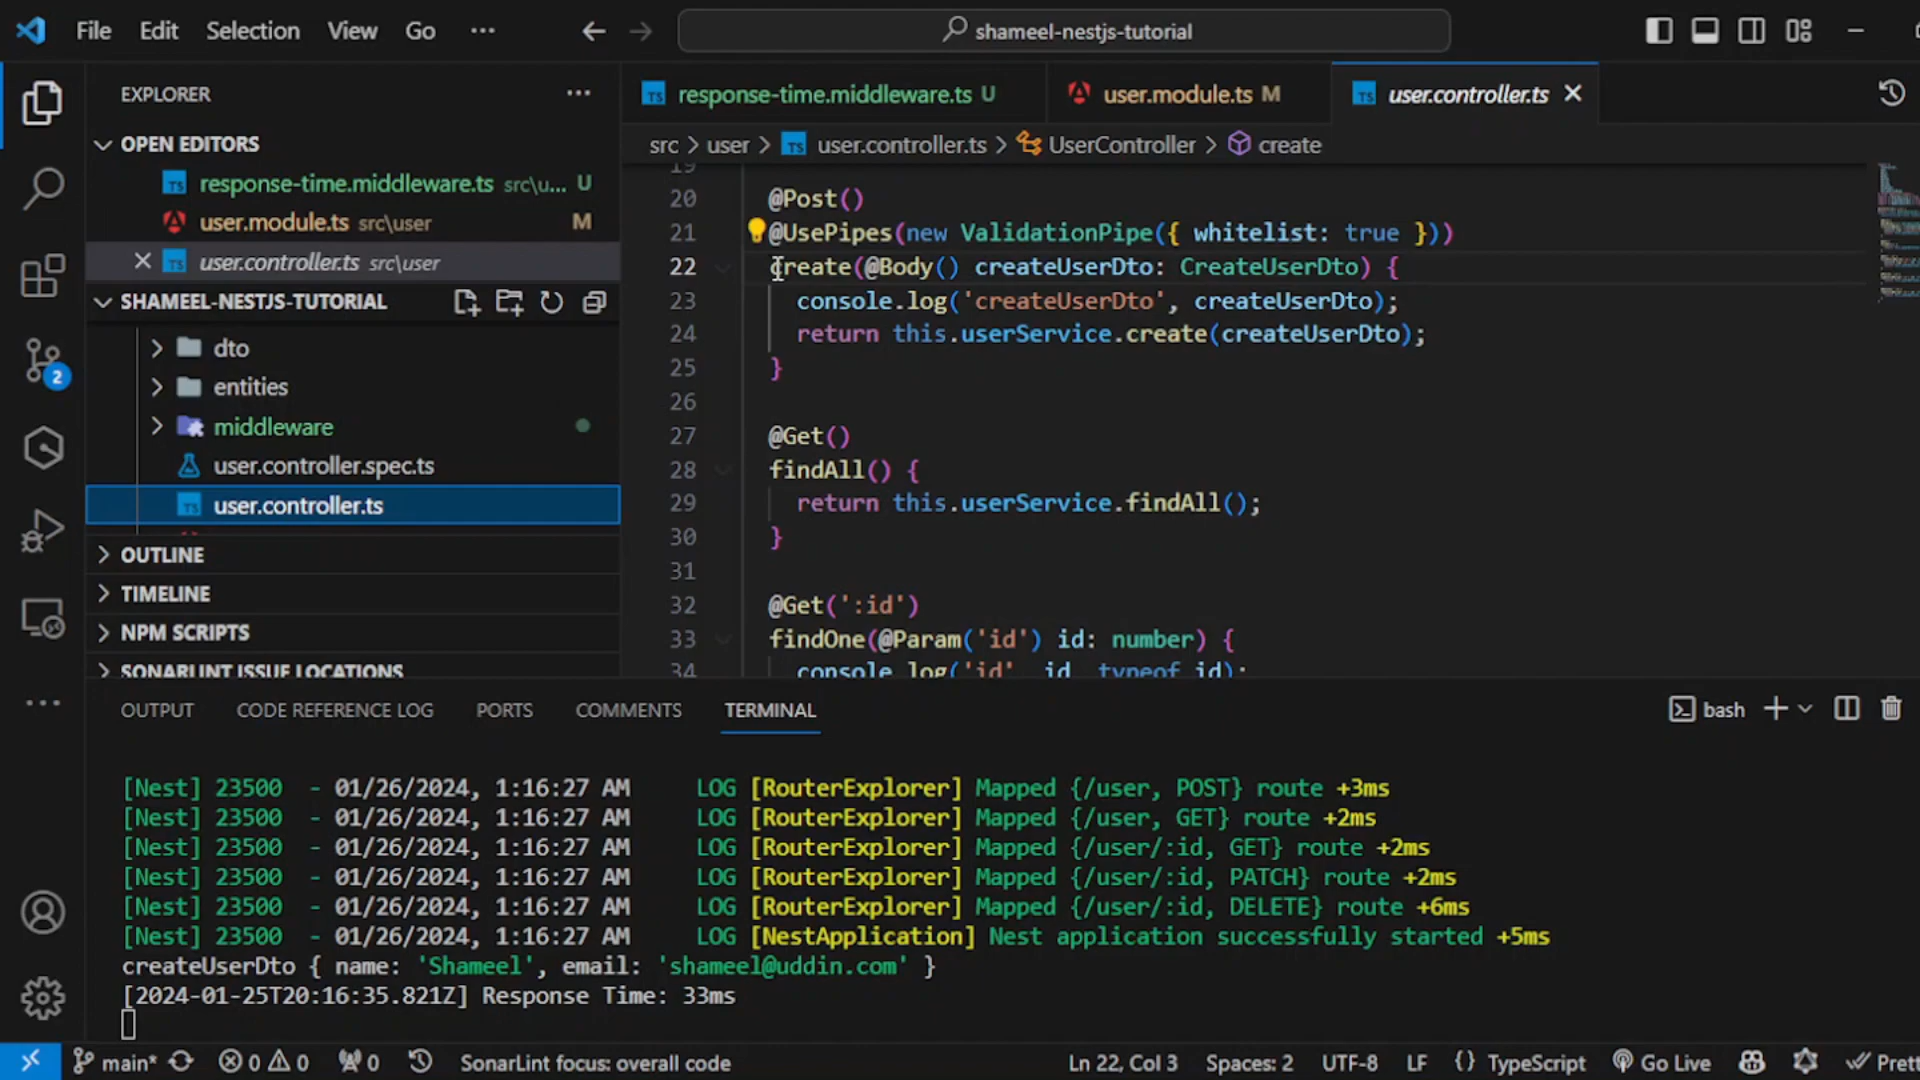 File Edit Selection View Go ··· shameel-nestjs-tutorial
EXPLORER ···
OPEN EDITORS
response-time.middleware.ts src\u... U
user.module.ts src\user M
user.controller.ts src\user
SHAMEEL-NESTJS-TUTORIAL
dto
entities
middleware
user.controller.spec.ts
user.controller.ts
OUTLINE
TIMELINE
NPM SCRIPTS
SONARLINT ISSUE LOCATIONS
2
response-time.middleware.ts U user.module.ts M user.controller.ts
src > user > user.controller.ts > UserController > create
19
20 @Post()
21 @UsePipes(new ValidationPipe({ whitelist: true }))
22 create(@Body() createUserDto: CreateUserDto) {
23 console.log('createUserDto', createUserDto);
24 return this.userService.create(createUserDto);
25 }
26
27 @Get()
28 findAll() {
29 return this.userService.findAll();
30 }
31
32 @Get(':id')
33 findOne(@Param('id') id: number) {
34 console.log('id', id, typeof id);
OUTPUT CODE REFERENCE LOG PORTS COMMENTS TERMINAL bash
[Nest] 23500 - 01/26/2024, 1:16:27 AM LOG [RouterExplorer] Mapped {/user, POST} route +3ms
[Nest] 23500 - 01/26/2024, 1:16:27 AM LOG [RouterExplorer] Mapped {/user, GET} route +2ms
[Nest] 23500 - 01/26/2024, 1:16:27 AM LOG [RouterExplorer] Mapped {/user/:id, GET} route +2ms
[Nest] 23500 - 01/26/2024, 1:16:27 AM LOG [RouterExplorer] Mapped {/user/:id, PATCH} route +2ms
[Nest] 23500 - 01/26/2024, 1:16:27 AM LOG [RouterExplorer] Mapped {/user/:id, DELETE} route +6ms
[Nest] 23500 - 01/26/2024, 1:16:27 AM LOG [NestApplication] Nest application successfully started +5ms
createUserDto { name: 'Shameel', email: 'shameel@uddin.com' }
[2024-01-25T20:16:35.821Z] Response Time: 33ms
main* 0 0 0 SonarLint focus: overall code Ln 22, Col 3 Spaces: 2 UTF-8 LF {} TypeScript Go Live Prett